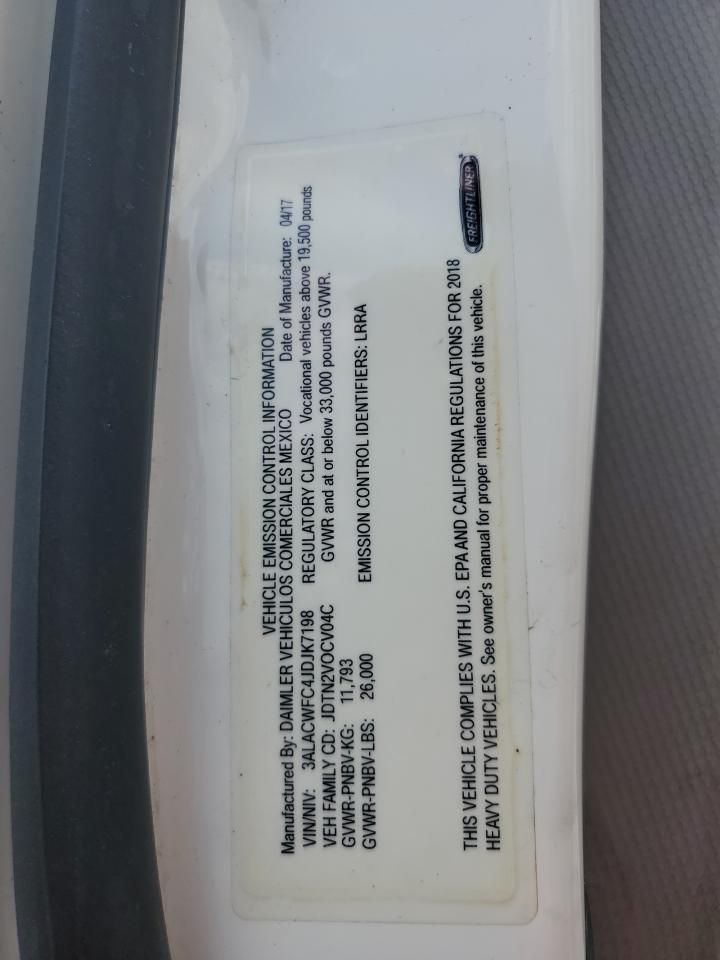 VEHICLE EMISSION CONTROL INFORMATION
Manufactured By: DAIMLER VEHICULOS COMERCIALES MEXICO Date of Manufacture: 04/17
VIN/NIV: 3ALACWFC4JDJK7198 REGULATORY CLASS: Vocational vehicles above 19,500 pounds
VEH FAMILY CD: JDTN2VOCV04C GVWR and at or below 33,000 pounds GVWR.
GVWR-PNBV-KG: 11,793
GVWR-PNBV-LBS: 26,000 EMISSION CONTROL IDENTIFIERS: LRRA
THIS VEHICLE COMPLIES WITH U.S. EPA AND CALIFORNIA REGULATIONS FOR 2018
HEAVY DUTY VEHICLES. See owner's manual for proper maintenance of this vehicle.
FREIGHTLINER